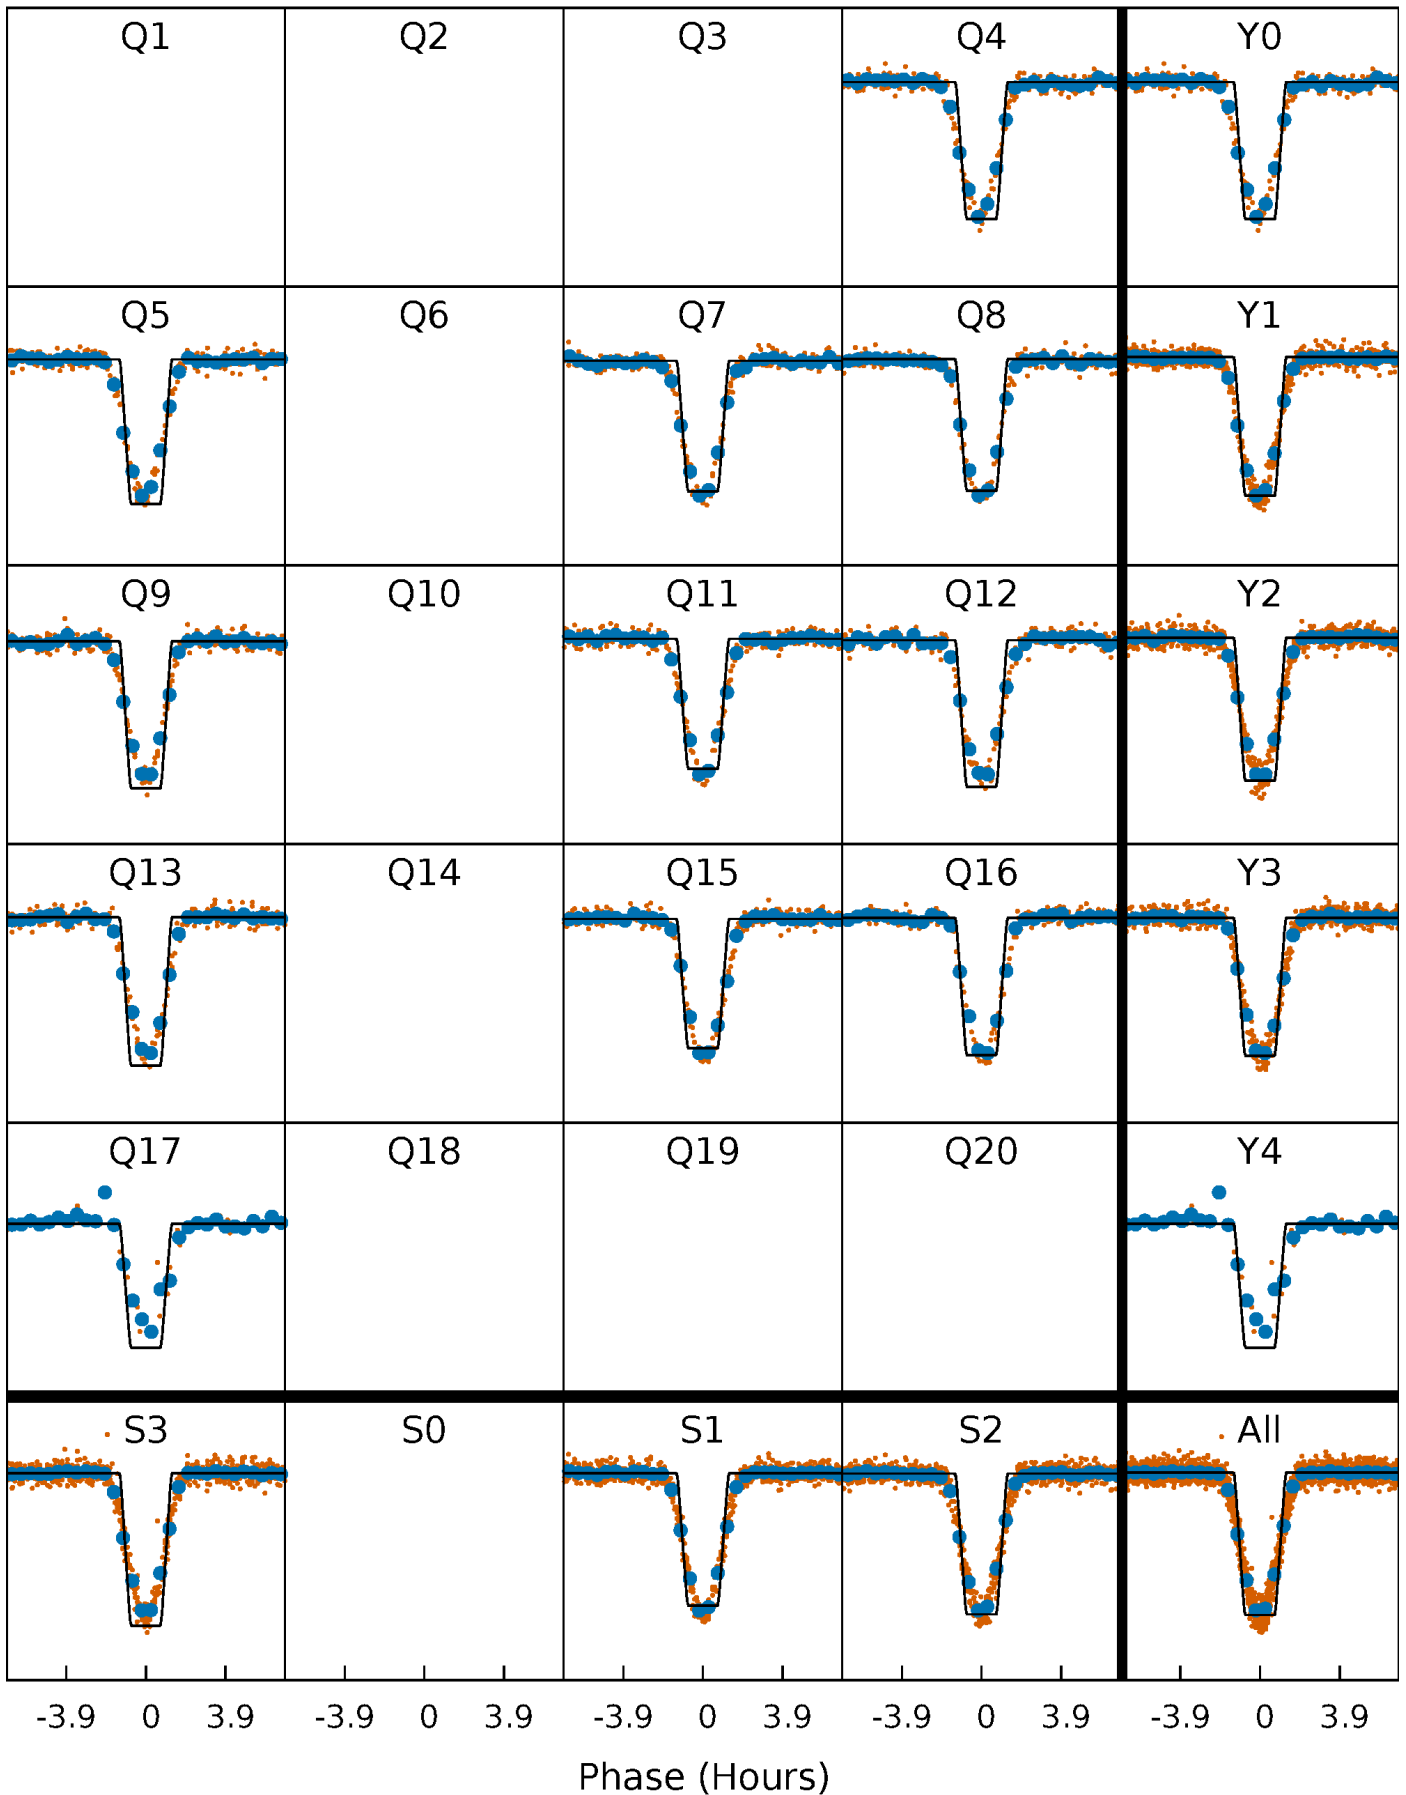 Q1 Q2 Q3 Q4 Y0
Q5 Q6 Q7 Q8 Y1
Q9 Q10 Q11 Q12 Y2
Q13 Q14 Q15 Q16 Y3
Q17 Q18 Q19 Q20 Y4
S3 S0 S1 S2 All
-3.9 0 3.9 -3.9 0 3.9 -3.9 0 3.9 -3.9 0 3.9 -3.9 0 3.9
Phase (Hours)